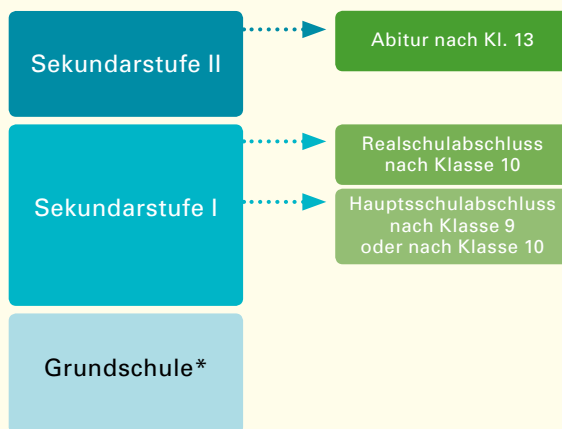 Sekundarstufe II
Abitur nach Kl. 13
Sekundarstufe I
Realschulabschluss
nach Klasse 10
Hauptsschulabschluss
nach Klasse 9
oder nach Klasse 10
Grundschule*